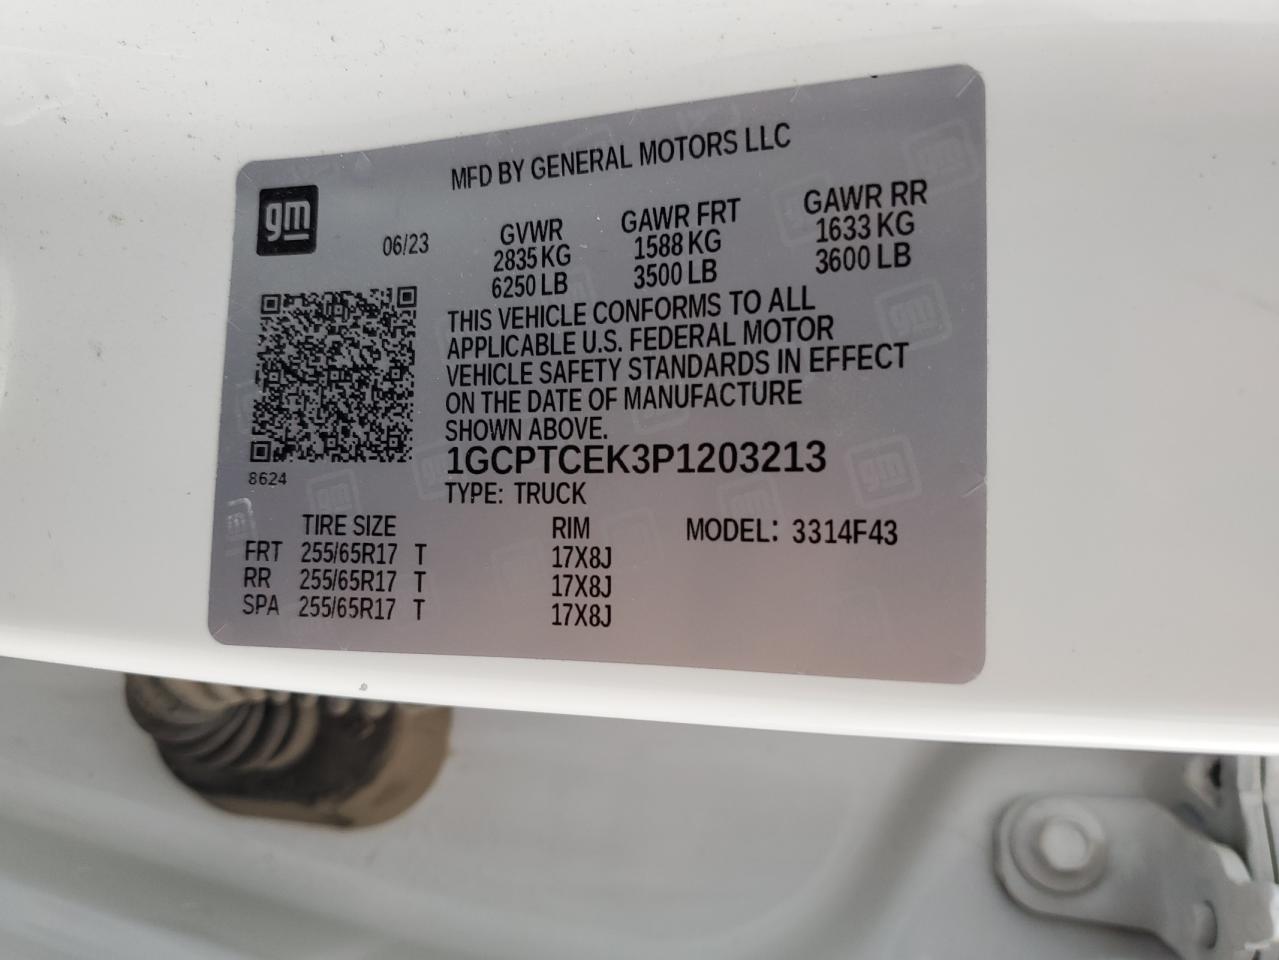 MFD BY GENERAL MOTORS LLC
gm
06/23
GVWR GAWR FRT GAWR RR
2835 KG 1588 KG 1633 KG
6250 LB 3500 LB 3600 LB
THIS VEHICLE CONFORMS TO ALL
APPLICABLE U.S. FEDERAL MOTOR
VEHICLE SAFETY STANDARDS IN EFFECT
ON THE DATE OF MANUFACTURE
SHOWN ABOVE.
1GCPTCEK3P1203213
8624
TYPE: TRUCK
TIRE SIZE RIM MODEL: 3314F43
FRT 255/65R17 T 17X8J
RR 255/65R17 T 17X8J
SPA 255/65R17 T 17X8J